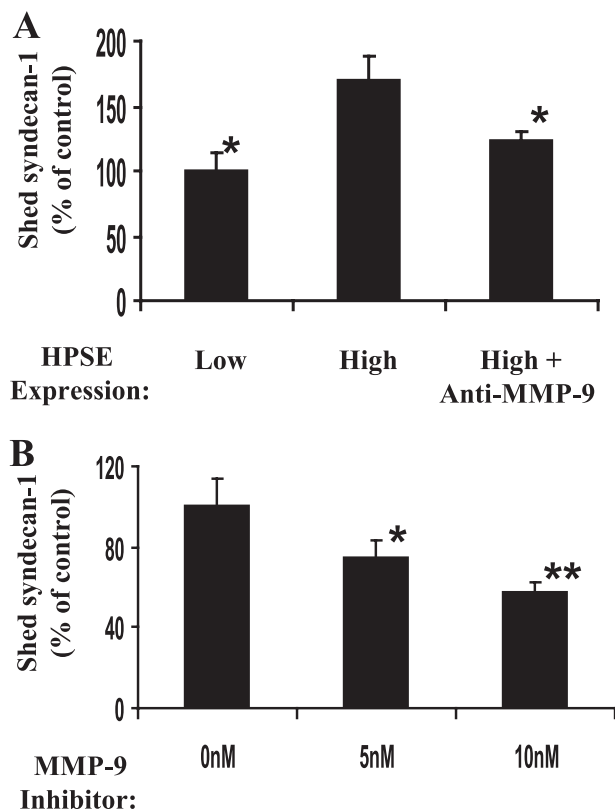 A
Shed syndecan-1
(% of control)
200
150
100
50
0
*
*
HPSE
Expression:
Low
High
High +
Anti-MMP-9
B
Shed syndecan-1
(% of control)
120
80
40
0
*
**
MMP-9
Inhibitor:
0nM
5nM
10nM